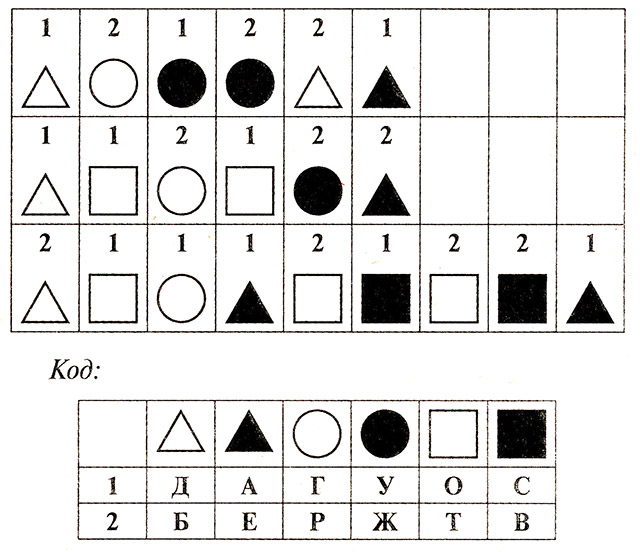 1 2 1 2 2 1
1 1 2 1 2 2
2 1 1 1 2 1 2 2 1
Код:
1 Д А Г У О С
2 Б Е Р Ж Т В